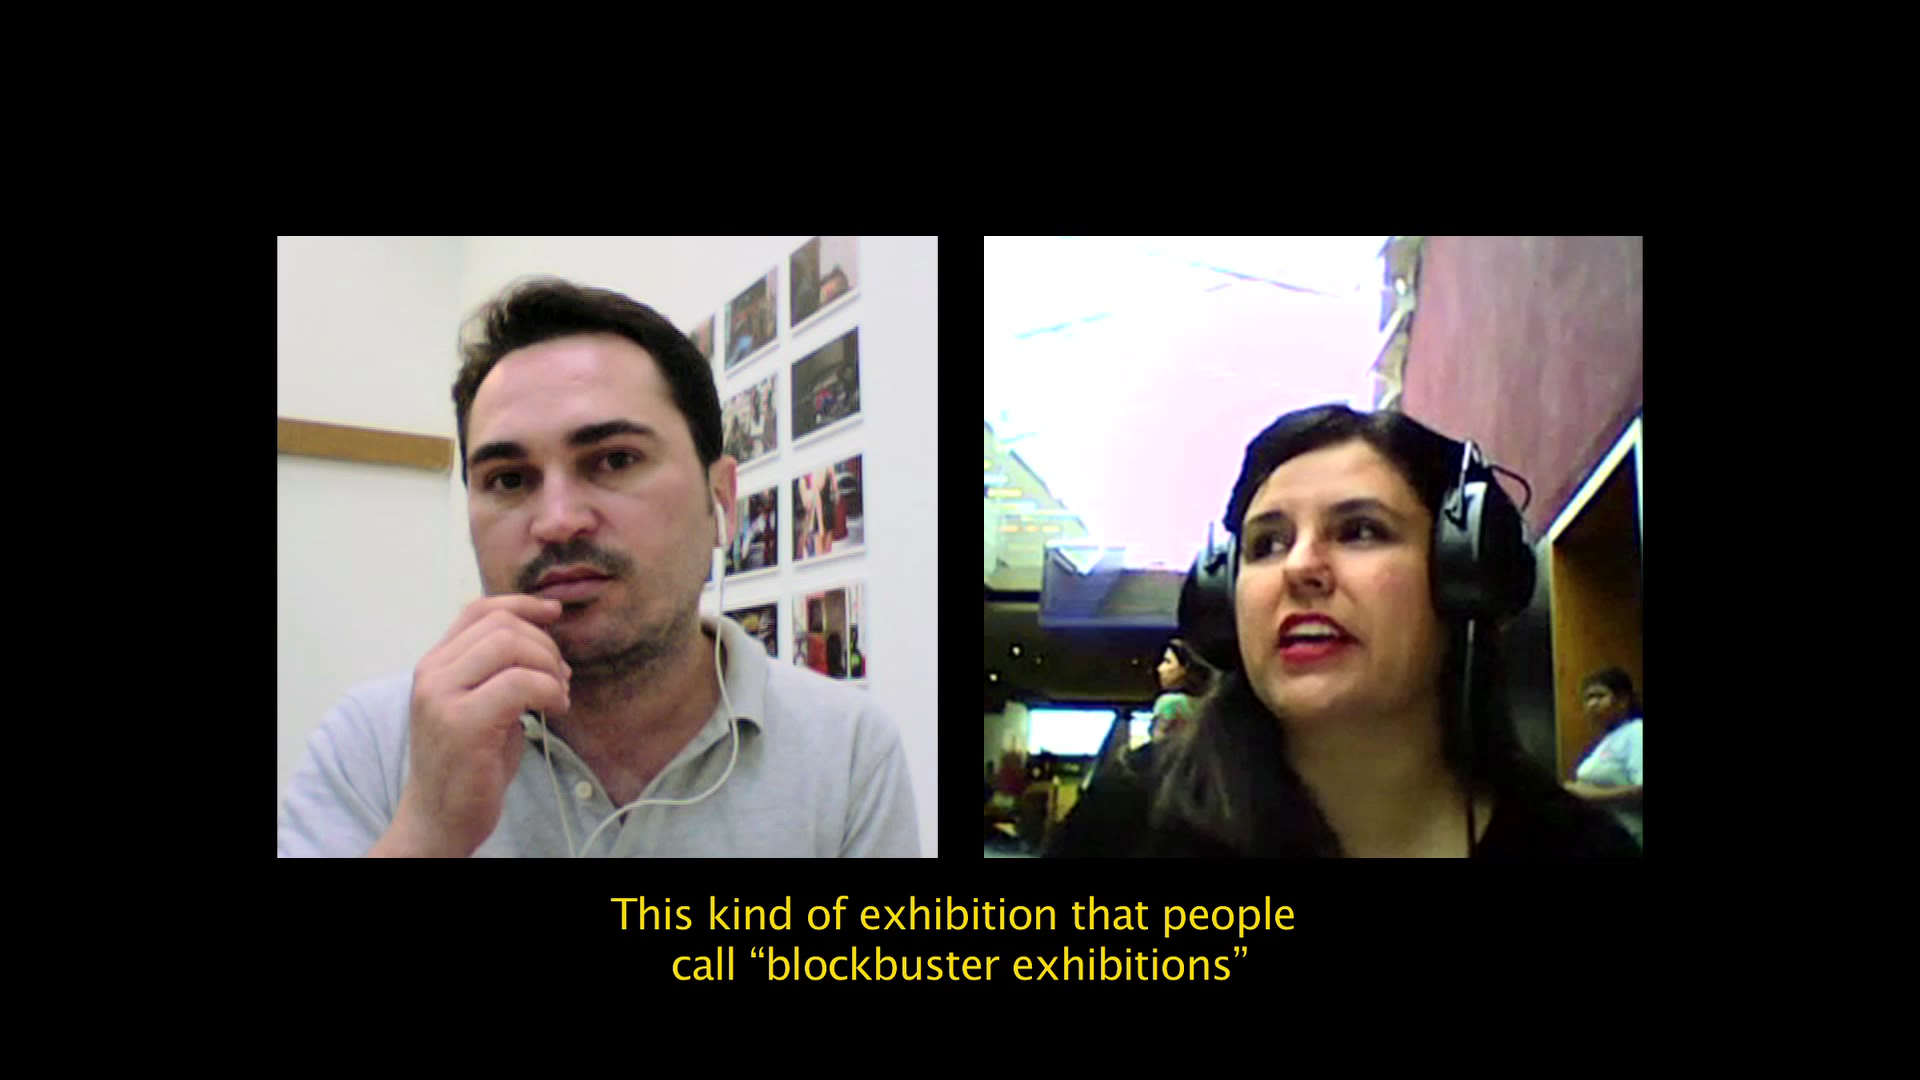 This kind of exhibition that people
call “blockbuster exhibitions”